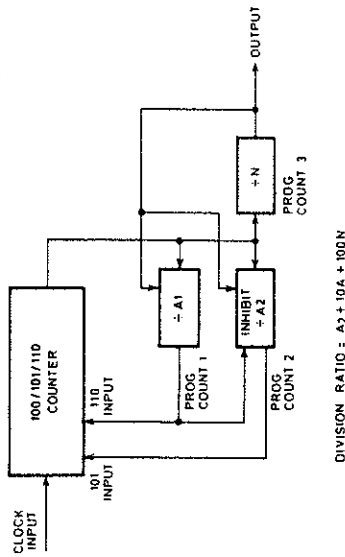 CLOCK
INPUT
100/101/110
COUNTER
101
INPUT
110
INPUT
÷ A1
PROG
COUNT 1
INHIBIT
÷ A2
PROG
COUNT 2
÷ N
PROG
COUNT 3
OUTPUT
DIVISION RATIO = A2 + 10A + 100N